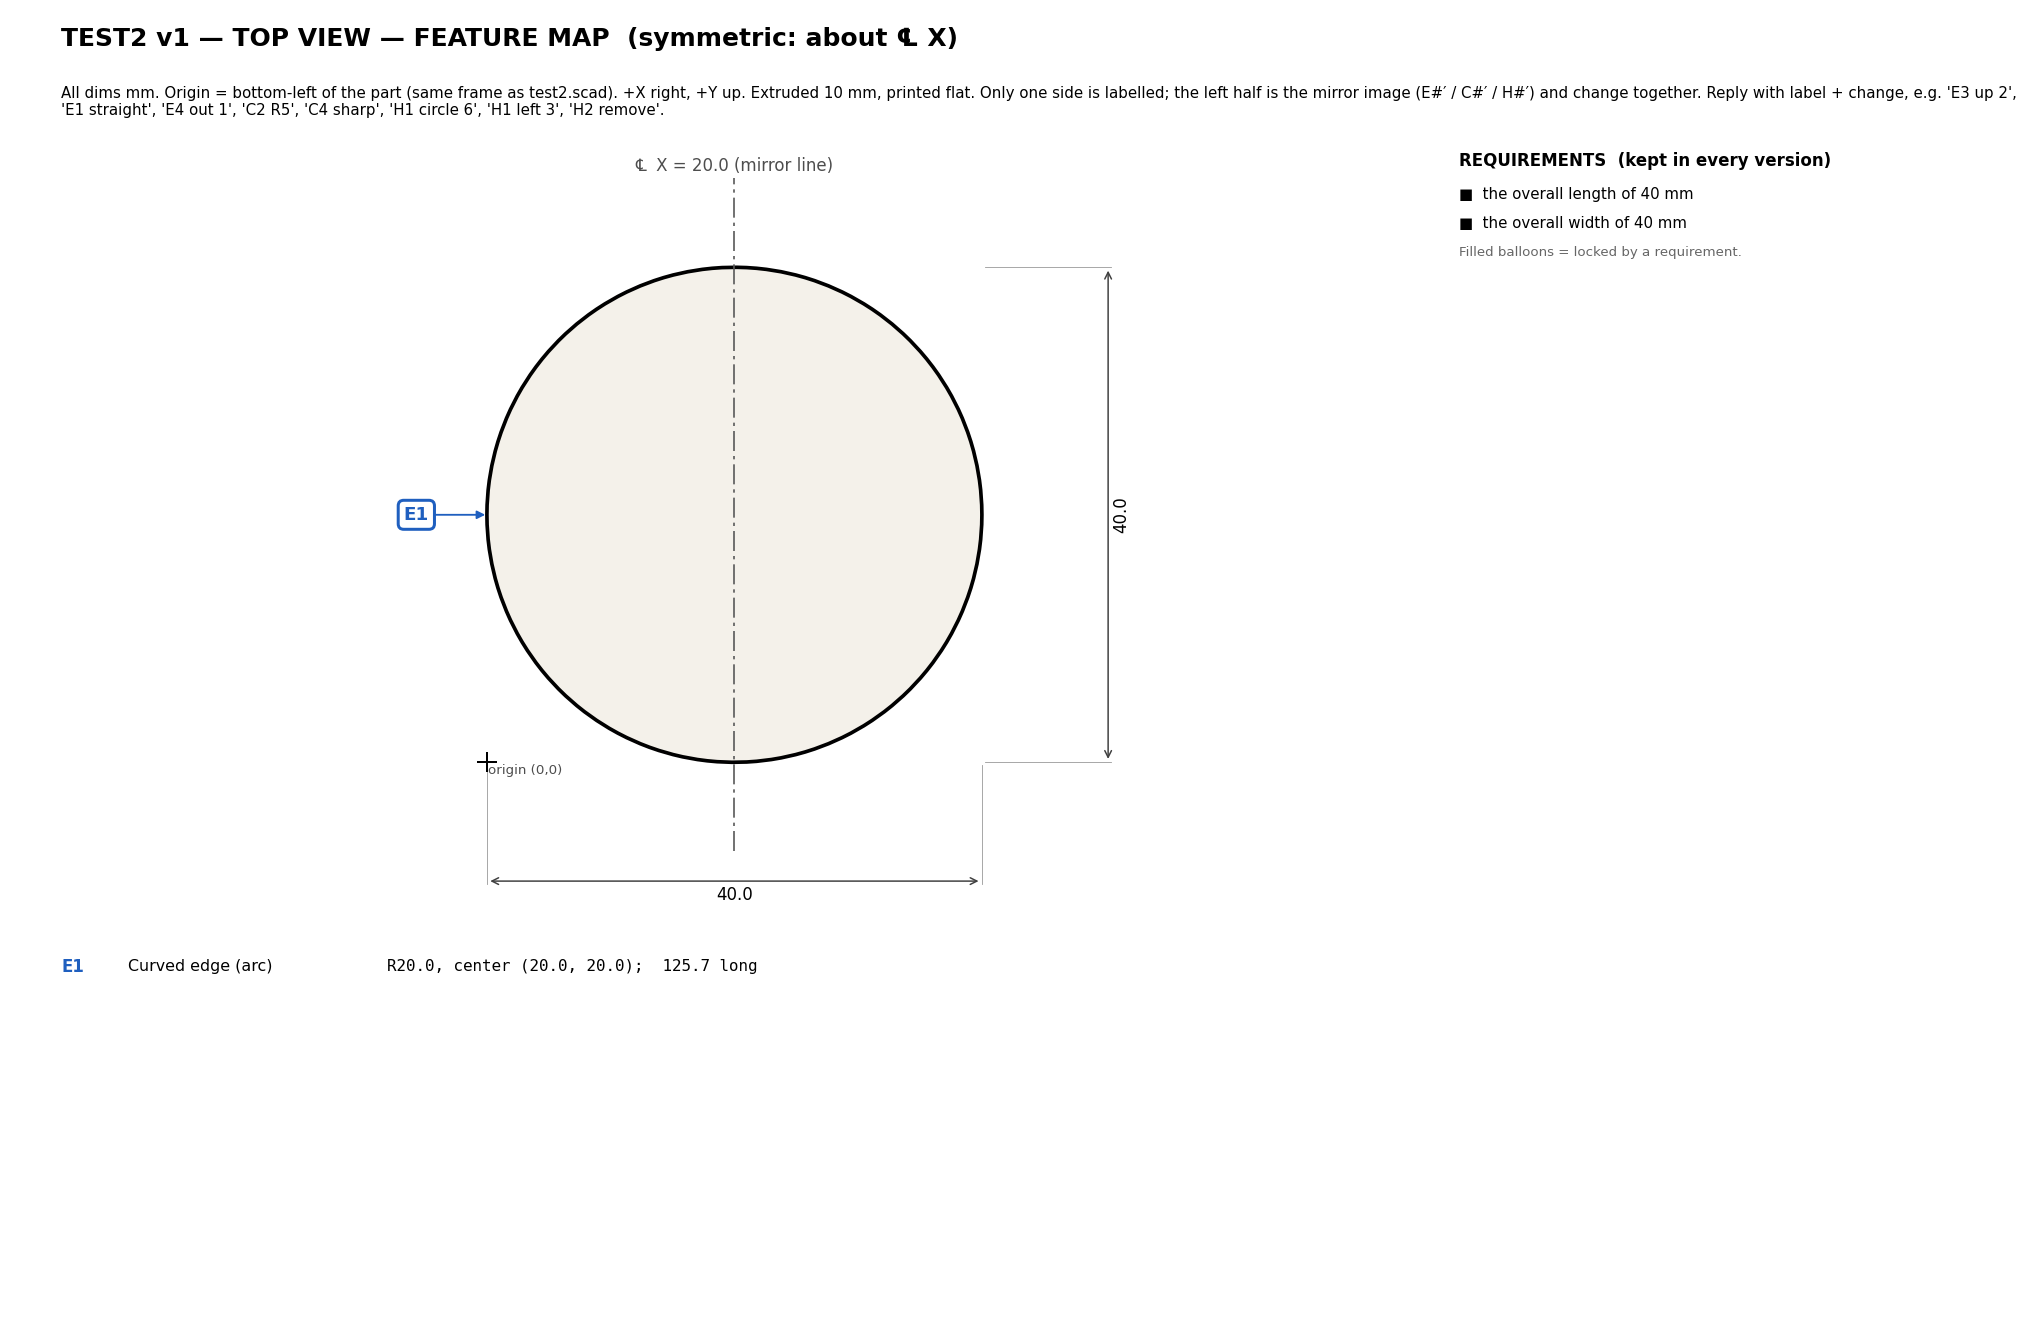 TEST2 v1 — TOP VIEW — FEATURE MAP (symmetric: about ℄ X)
All dims mm. Origin = bottom-left of the part (same frame as test2.scad). +X right, +Y up. Extruded 10 mm, printed flat. Only one side is labelled; the left half is the mirror image (E#′ / C#′ / H#′) and change together. Reply with label + change, e.g. 'E3 up 2',
'E1 straight', 'E4 out 1', 'C2 R5', 'C4 sharp', 'H1 circle 6', 'H1 left 3', 'H2 remove'.
℄ X = 20.0 (mirror line)
REQUIREMENTS (kept in every version)
■ the overall length of 40 mm
■ the overall width of 40 mm
Filled balloons = locked by a requirement.
E1
40.0
origin (0,0)
40.0
E1 Curved edge (arc) R20.0, center (20.0, 20.0); 125.7 long